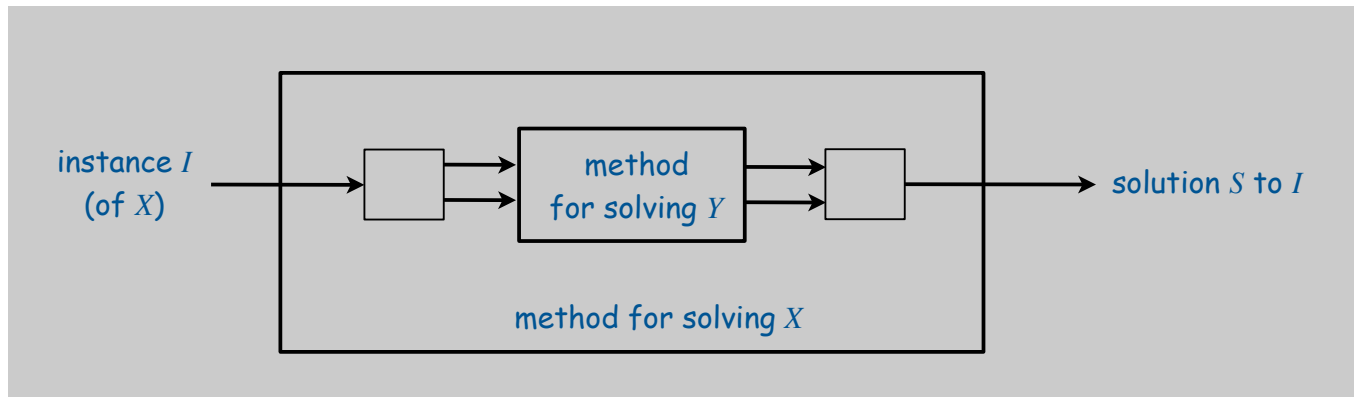 instance I
(of X)
method
for solving Y
solution S to I
method for solving X